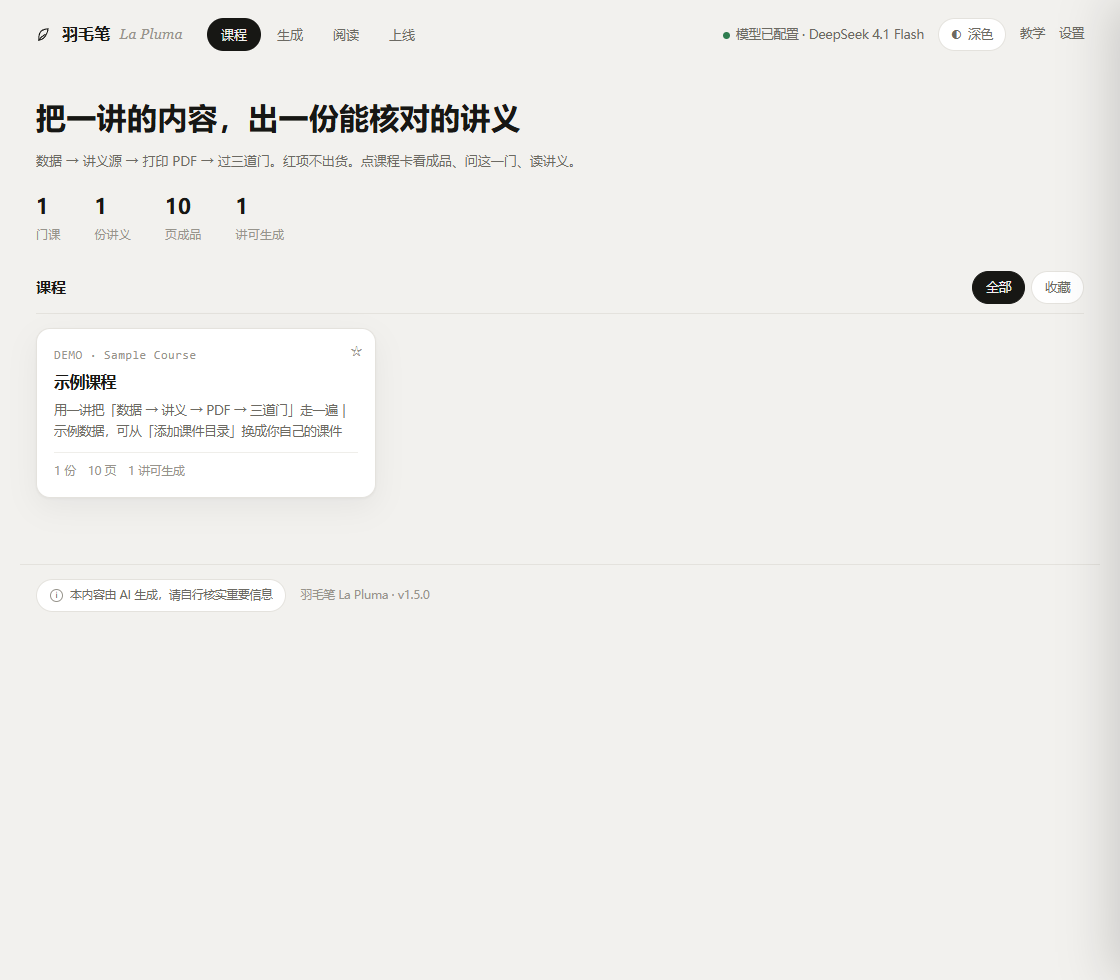 羽毛笔 La Pluma 课程 生成 阅读 上线 模型已配置 · DeepSeek 4.1 Flash 深色 教学 设置
把一讲的内容，出一份能核对的讲义
数据 → 讲义源 → 打印 PDF → 过三道门。红项不出货。点课程卡看成品、问这一门、读讲义。
1 1 10 1
门课 份讲义 页成品 讲可生成
课程 全部 收藏
DEMO · Sample Course
示例课程
用一讲把「数据 → 讲义 → PDF → 三道门」走一遍 |
示例数据，可从「添加课件目录」换成你自己的课件
1 份 10 页 1 讲可生成
本内容由 AI 生成，请自行核实重要信息 羽毛笔 La Pluma · v1.5.0